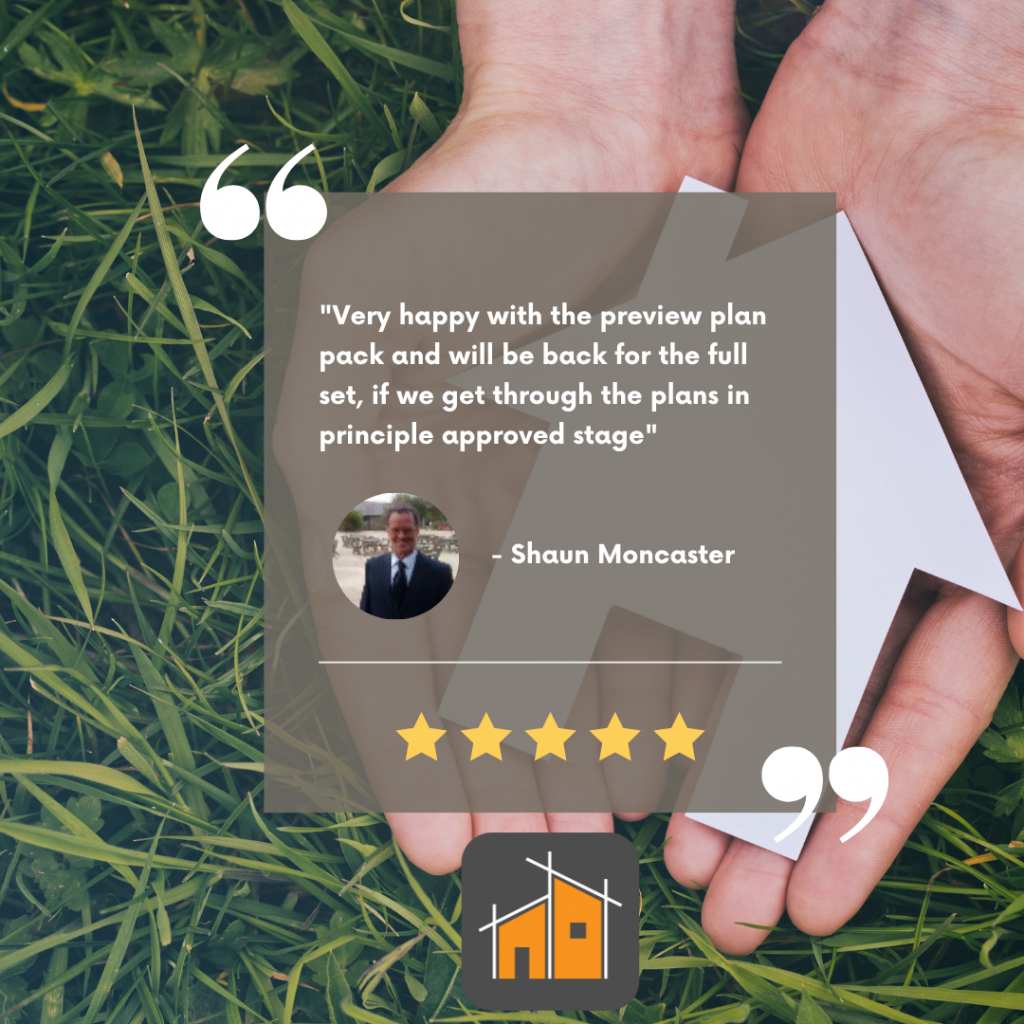 "Very happy with the preview plan
pack and will be back for the full
set, if we get through the plans in
principle approved stage"
- Shaun Moncaster